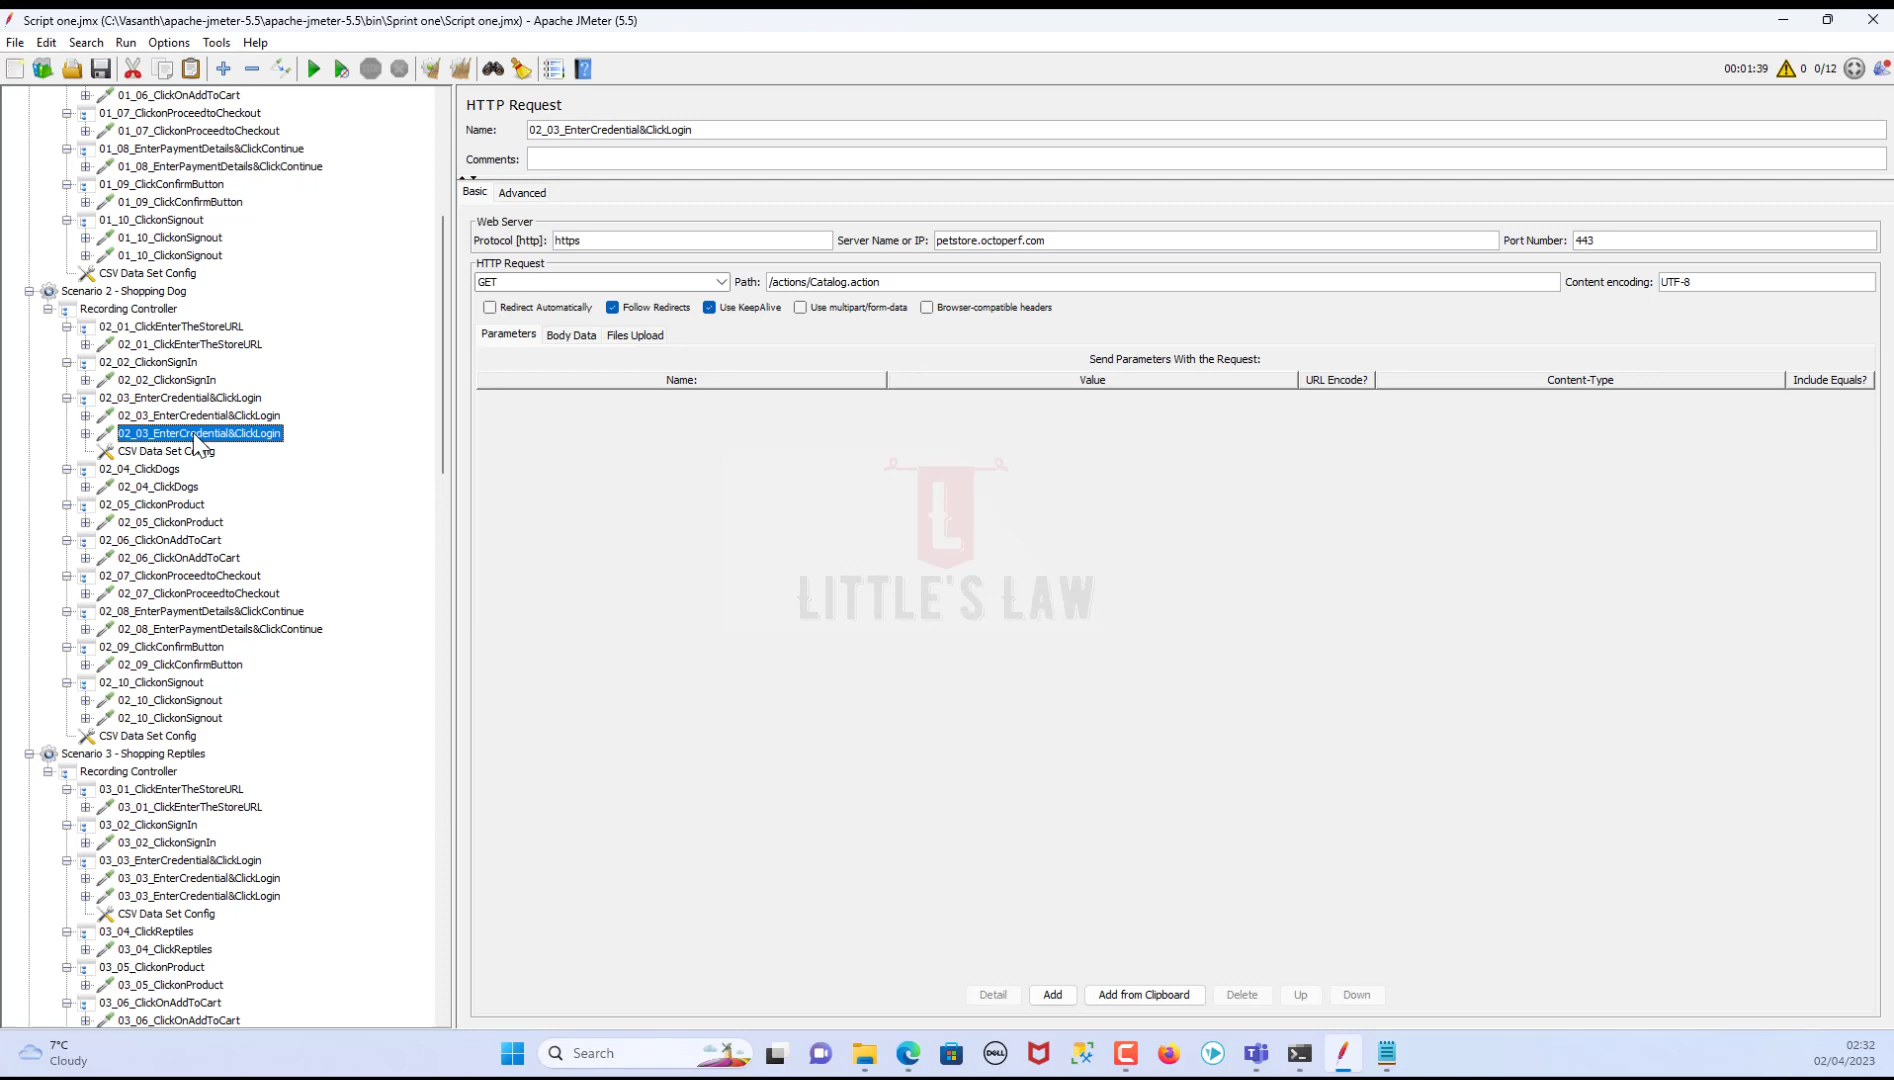 Script one.jmx (C:\Vasanth\apache-jmeter-5.5\apache-jmeter-5.5\bin\Sprint one\Script one.jmx) - Apache JMeter (5.5)
File Edit Search Run Options Tools Help
00:01:39 0 0/12
01_06_ClickOnAddToCart
01_07_ClickonProceedtoCheckout
01_07_ClickonProceedtoCheckout
01_08_EnterPaymentDetails&ClickContinue
01_08_EnterPaymentDetails&ClickContinue
01_09_ClickConfirmButton
01_09_ClickConfirmButton
01_10_ClickonSignout
01_10_ClickonSignout
01_10_ClickonSignout
CSV Data Set Config
Scenario 2 - Shopping Dog
Recording Controller
02_01_ClickEnterTheStoreURL
02_01_ClickEnterTheStoreURL
02_02_ClickonSignIn
02_02_ClickonSignIn
02_03_EnterCredential&ClickLogin
02_03_EnterCredential&ClickLogin
02_03_EnterCredential&ClickLogin
CSV Data Set Config
02_04_ClickDogs
02_04_ClickDogs
02_05_ClickonProduct
02_05_ClickonProduct
02_06_ClickOnAddToCart
02_06_ClickOnAddToCart
02_07_ClickonProceedtoCheckout
02_07_ClickonProceedtoCheckout
02_08_EnterPaymentDetails&ClickContinue
02_08_EnterPaymentDetails&ClickContinue
02_09_ClickConfirmButton
02_09_ClickConfirmButton
02_10_ClickonSignout
02_10_ClickonSignout
02_10_ClickonSignout
CSV Data Set Config
Scenario 3 - Shopping Reptiles
Recording Controller
03_01_ClickEnterTheStoreURL
03_01_ClickEnterTheStoreURL
03_02_ClickonSignIn
03_02_ClickonSignIn
03_03_EnterCredential&ClickLogin
03_03_EnterCredential&ClickLogin
03_03_EnterCredential&ClickLogin
CSV Data Set Config
03_04_ClickReptiles
03_04_ClickReptiles
03_05_ClickonProduct
03_05_ClickonProduct
03_06_ClickOnAddToCart
03_06_ClickOnAddToCart
HTTP Request
Name: 02_03_EnterCredential&ClickLogin
Comments:
Basic Advanced
Web Server
Protocol [http]: https Server Name or IP: petstore.octoperf.com Port Number: 443
HTTP Request
GET Path: /actions/Catalog.action Content encoding: UTF-8
Redirect Automatically Follow Redirects Use KeepAlive Use multipart/form-data Browser-compatible headers
Parameters Body Data Files Upload
Send Parameters With the Request:
Name: Value URL Encode? Content-Type Include Equals?
L
LITTLE'S LAW
Detail Add Add from Clipboard Delete Up Down
7°C
Cloudy
Search
DELL
02:32
02/04/2023